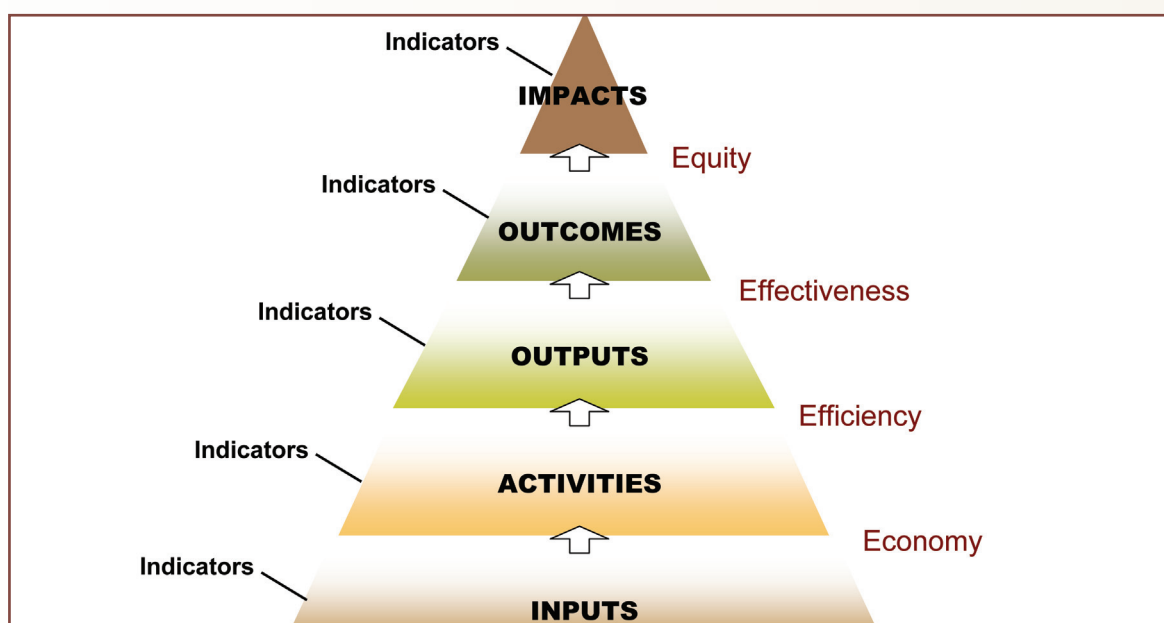 Indicators
IMPACTS
Equity
Indicators
OUTCOMES
Effectiveness
Indicators
OUTPUTS
Efficiency
Indicators
ACTIVITIES
Economy
Indicators
INPUTS